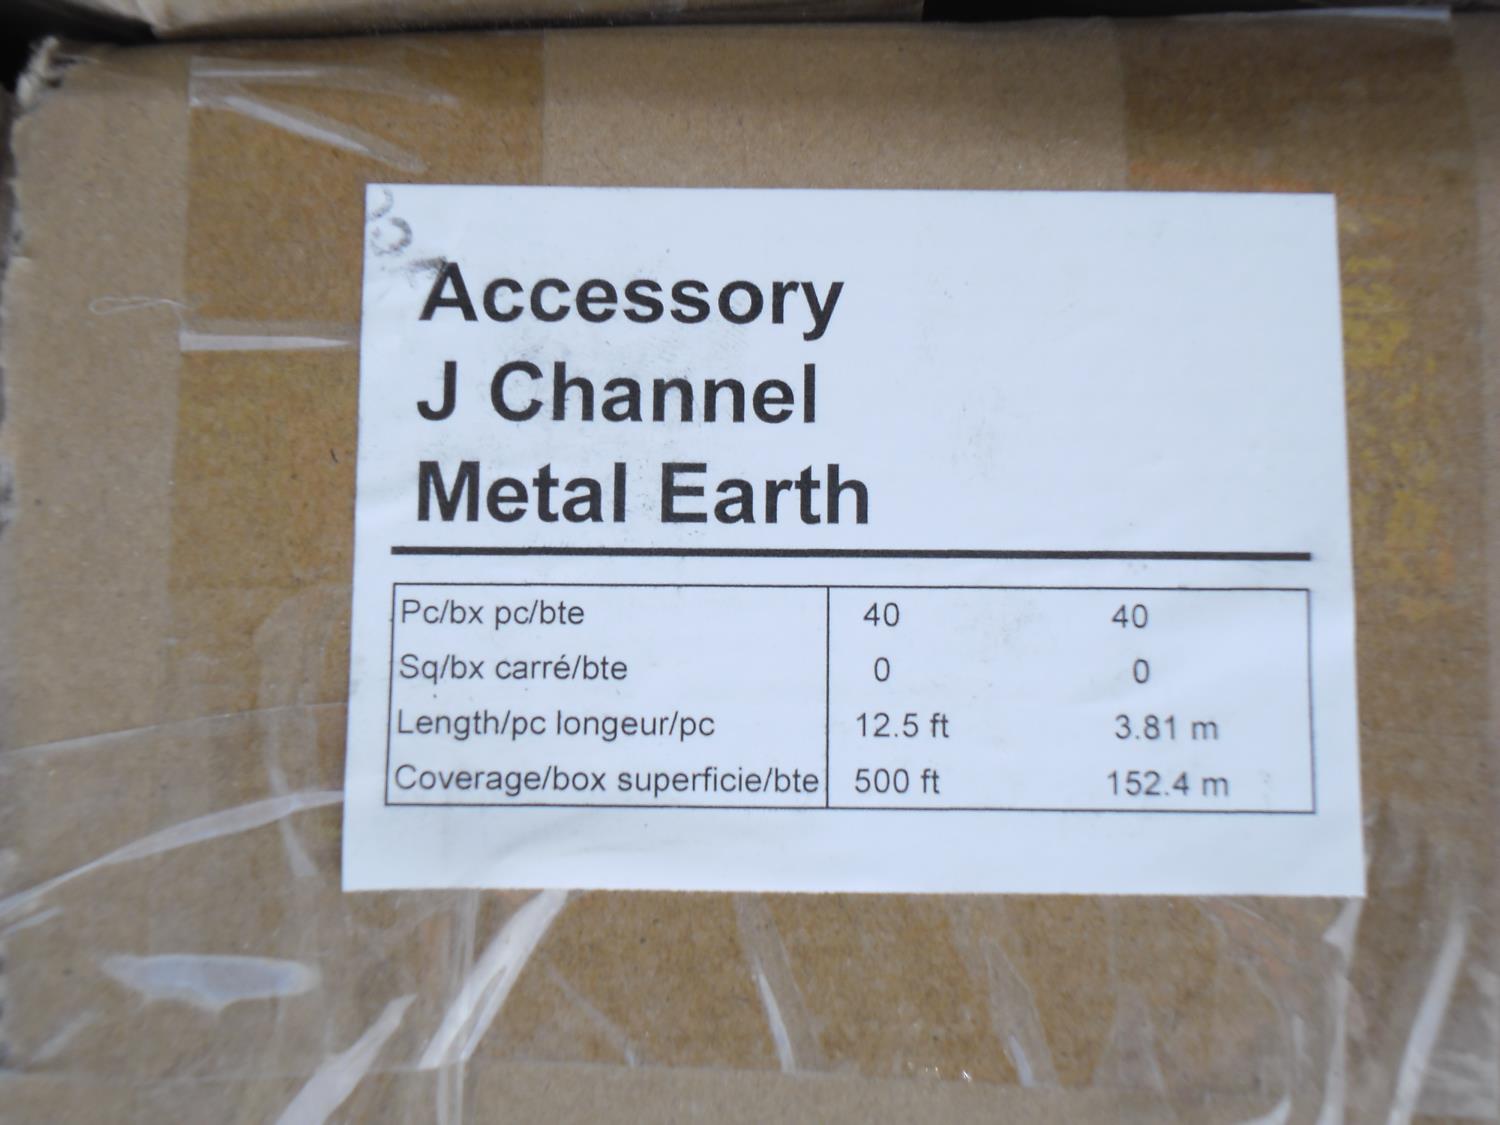 Accessory
J Channel
Metal Earth
Pc/bx pc/bte 40 40
Sq/bx carré/bte 0 0
Length/pc longeur/pc 12.5 ft 3.81 m
Coverage/box superficie/bte 500 ft 152.4 m